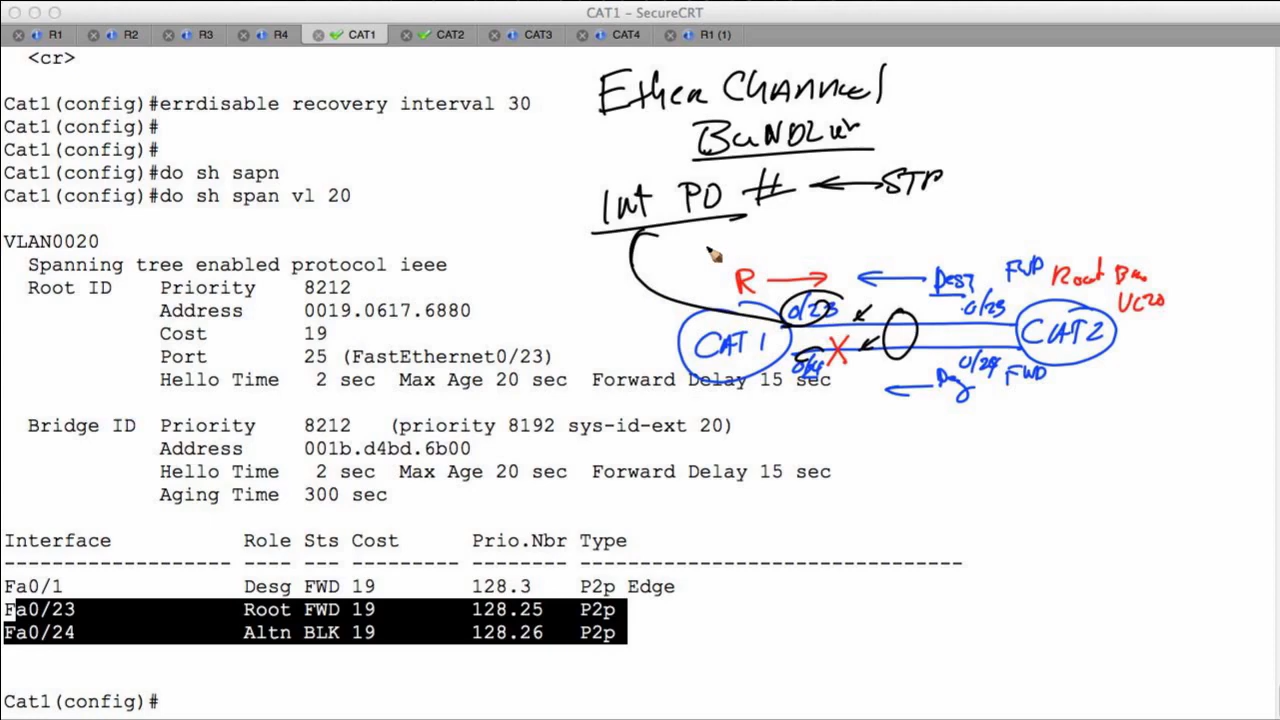 CAT1 - SecureCRT
R1 R2 R3 R4 CAT1 CAT2 CAT3 CAT4 R1 (1)
<cr>
Cat1(config)#errdisable recovery interval 30
Cat1(config)#
Cat1(config)#
Cat1(config)#do sh sapn
Cat1(config)#do sh span vl 20
VLAN0020
Spanning tree enabled protocol ieee
Root ID Priority 8212
Address 0019.0617.6880
Cost 19
Port 25 (FastEthernet0/23)
Hello Time 2 sec Max Age 20 sec Forward Delay 15 sec
Bridge ID Priority 8212 (priority 8192 sys-id-ext 20)
Address 001b.d4bd.6b00
Hello Time 2 sec Max Age 20 sec Forward Delay 15 sec
Aging Time 300 sec
Interface Role Sts Cost Prio.Nbr Type
------------------- ---- --- --------- -------- --------------------------------
Fa0/1 Desg FWD 19 128.3 P2p Edge
Fa0/23 Root FWD 19 128.25 P2p
Fa0/24 Altn BLK 19 128.26 P2p
Cat1(config)#
Ether CHANNEL
Int PO # STP
R Desg FWD Root
0/23 0/23
CAT 1 X CAT2
0/24 FWD